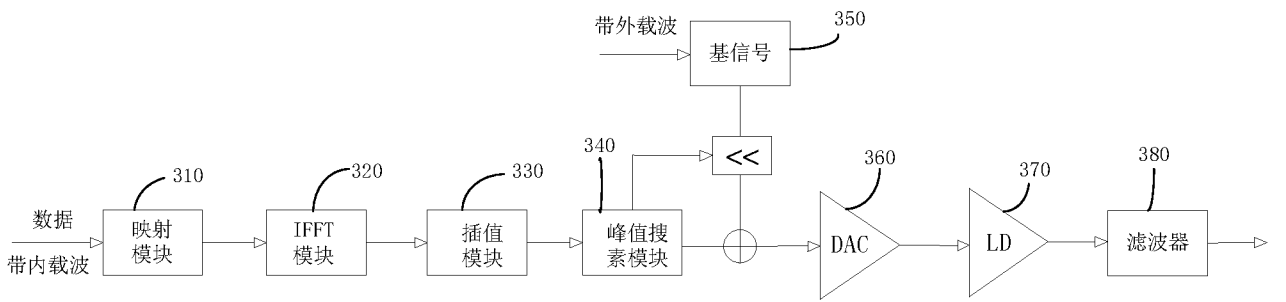 带外载波
基信号
350
<<
310
320
330
340
360
370
380
数据
带内载波
映射
模块
IFFT
模块
插值
模块
峰值搜
素模块
DAC
LD
滤波器